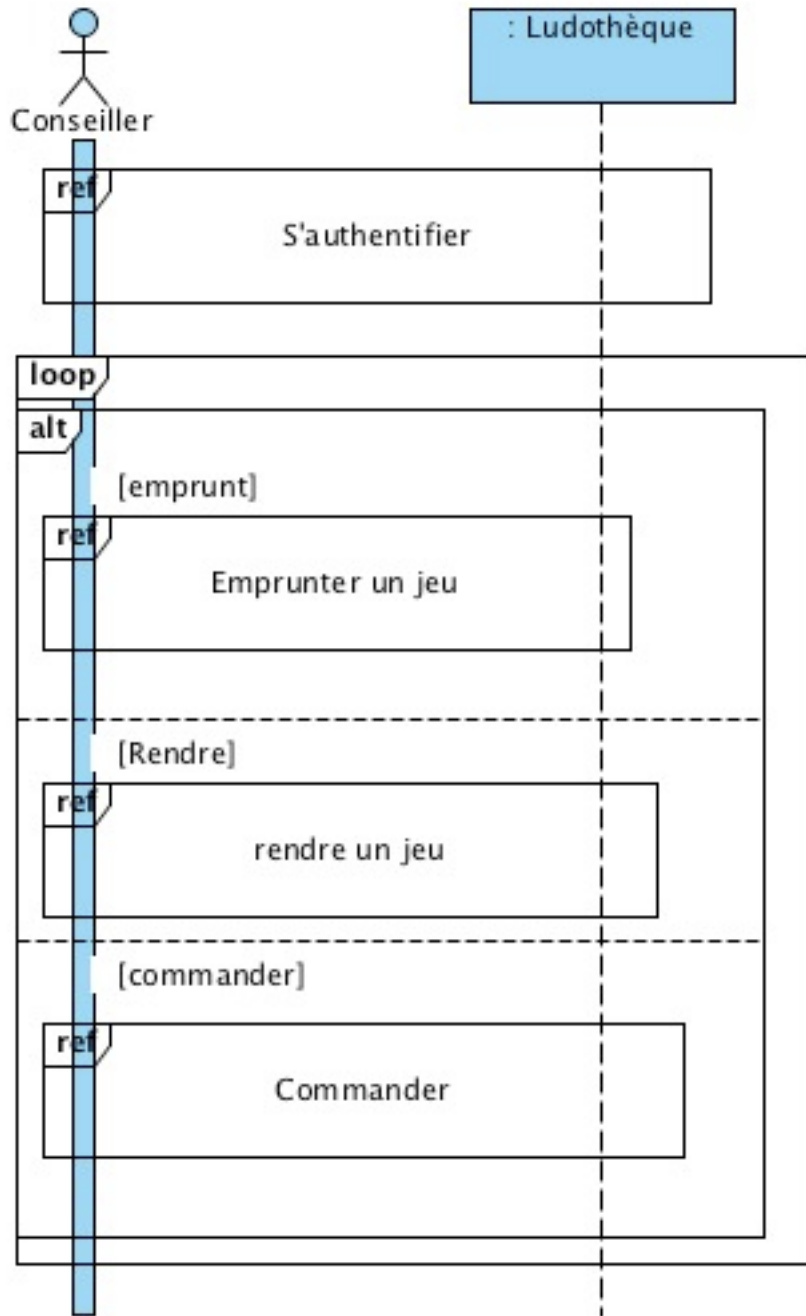 : Ludothèque
Conseiller
ref
S'authentifier
loop
alt
[emprunt]
ref
Emprunter un jeu
[Rendre]
ref
rendre un jeu
[commander]
ref
Commander